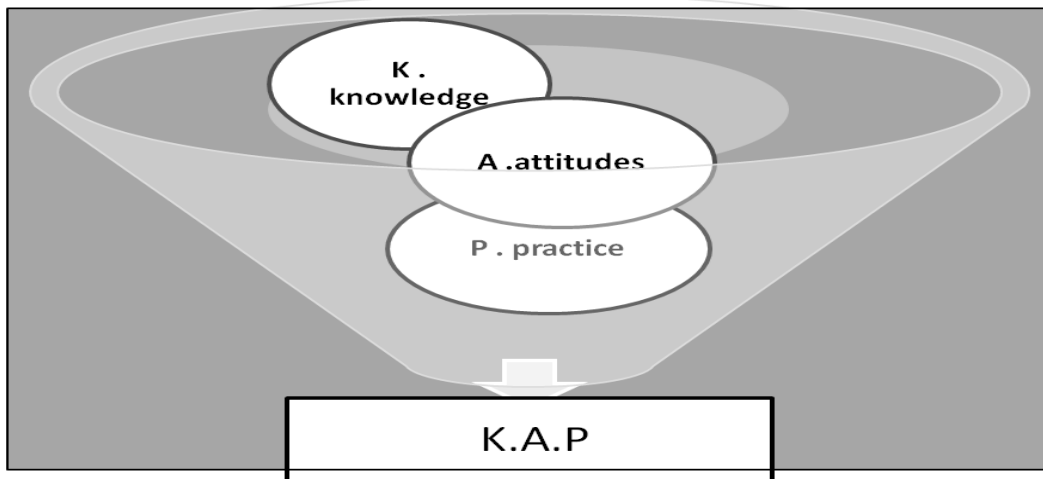 K .
knowledge
A .attitudes
P . practice
K.A.P